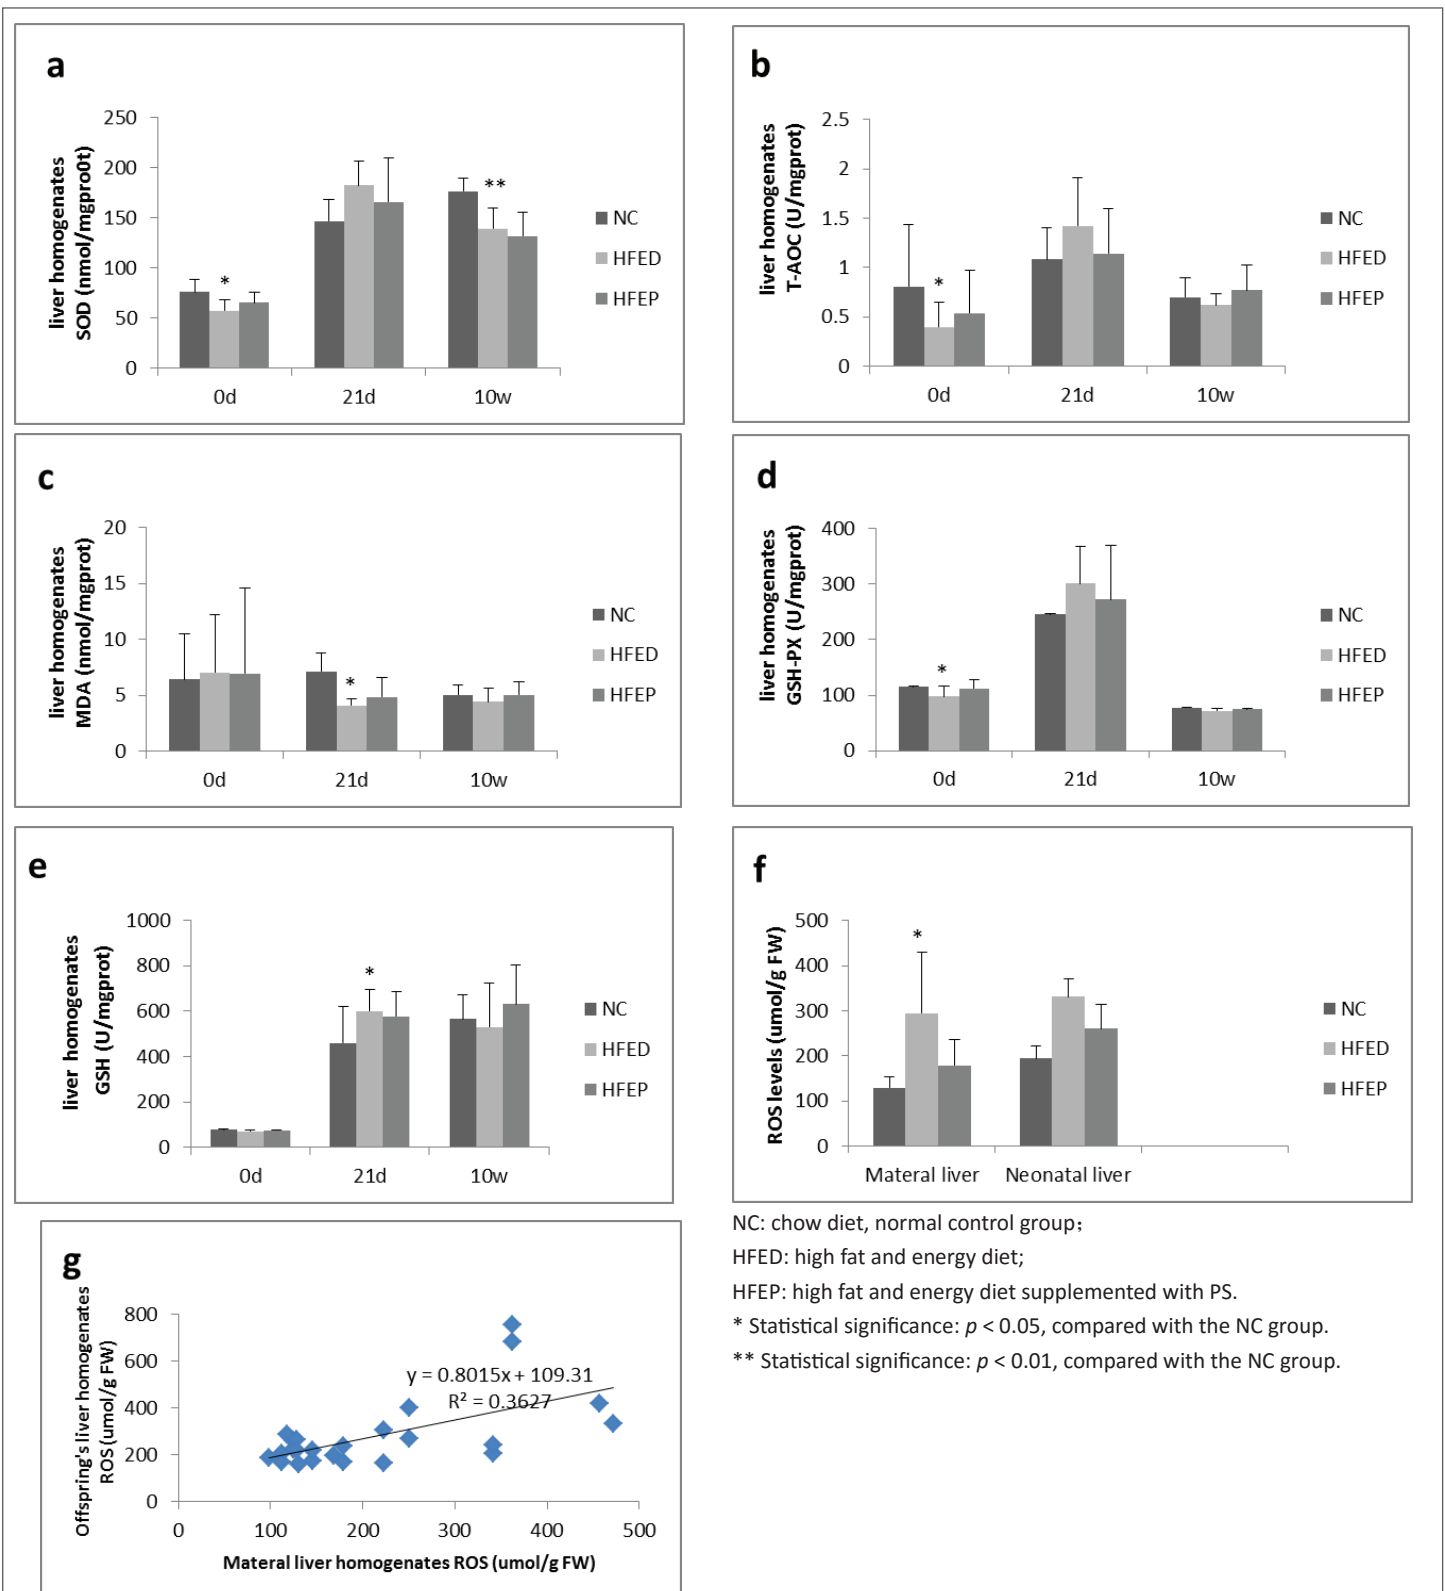 a
liver homogenates
SOD (nmol/mgpro0t)
250
200
150
100
50
0
*
**
0d 21d 10w
NC
HFED
HFEP
b
liver homogenates
T-AOC (U/mgprot)
2.5
2
1.5
1
0.5
0
*
0d 21d 10w
NC
HFED
HFEP
c
liver homogenates
MDA (nmol/mgprot)
20
15
10
5
0
*
0d 21d 10w
NC
HFED
HFEP
d
liver homogenates
GSH-PX (U/mgprot)
400
300
200
100
0
*
0d 21d 10w
NC
HFED
HFEP
e
liver homogenates
GSH (U/mgprot)
1000
800
600
400
200
0
*
0d 21d 10w
NC
HFED
HFEP
f
ROS levels (umol/g FW)
500
400
300
200
100
0
*
Materal liver Neonatal liver
NC
HFED
HFEP
g
Offspring's liver homogenates
ROS (umol/g FW)
800
600
400
200
0
y = 0.8015x + 109.31
R² = 0.3627
0 100 200 300 400 500
Materal liver homogenates ROS (umol/g FW)
NC: chow diet, normal control group；
HFED: high fat and energy diet;
HFEP: high fat and energy diet supplemented with PS.
* Statistical significance: p < 0.05, compared with the NC group.
** Statistical significance: p < 0.01, compared with the NC group.